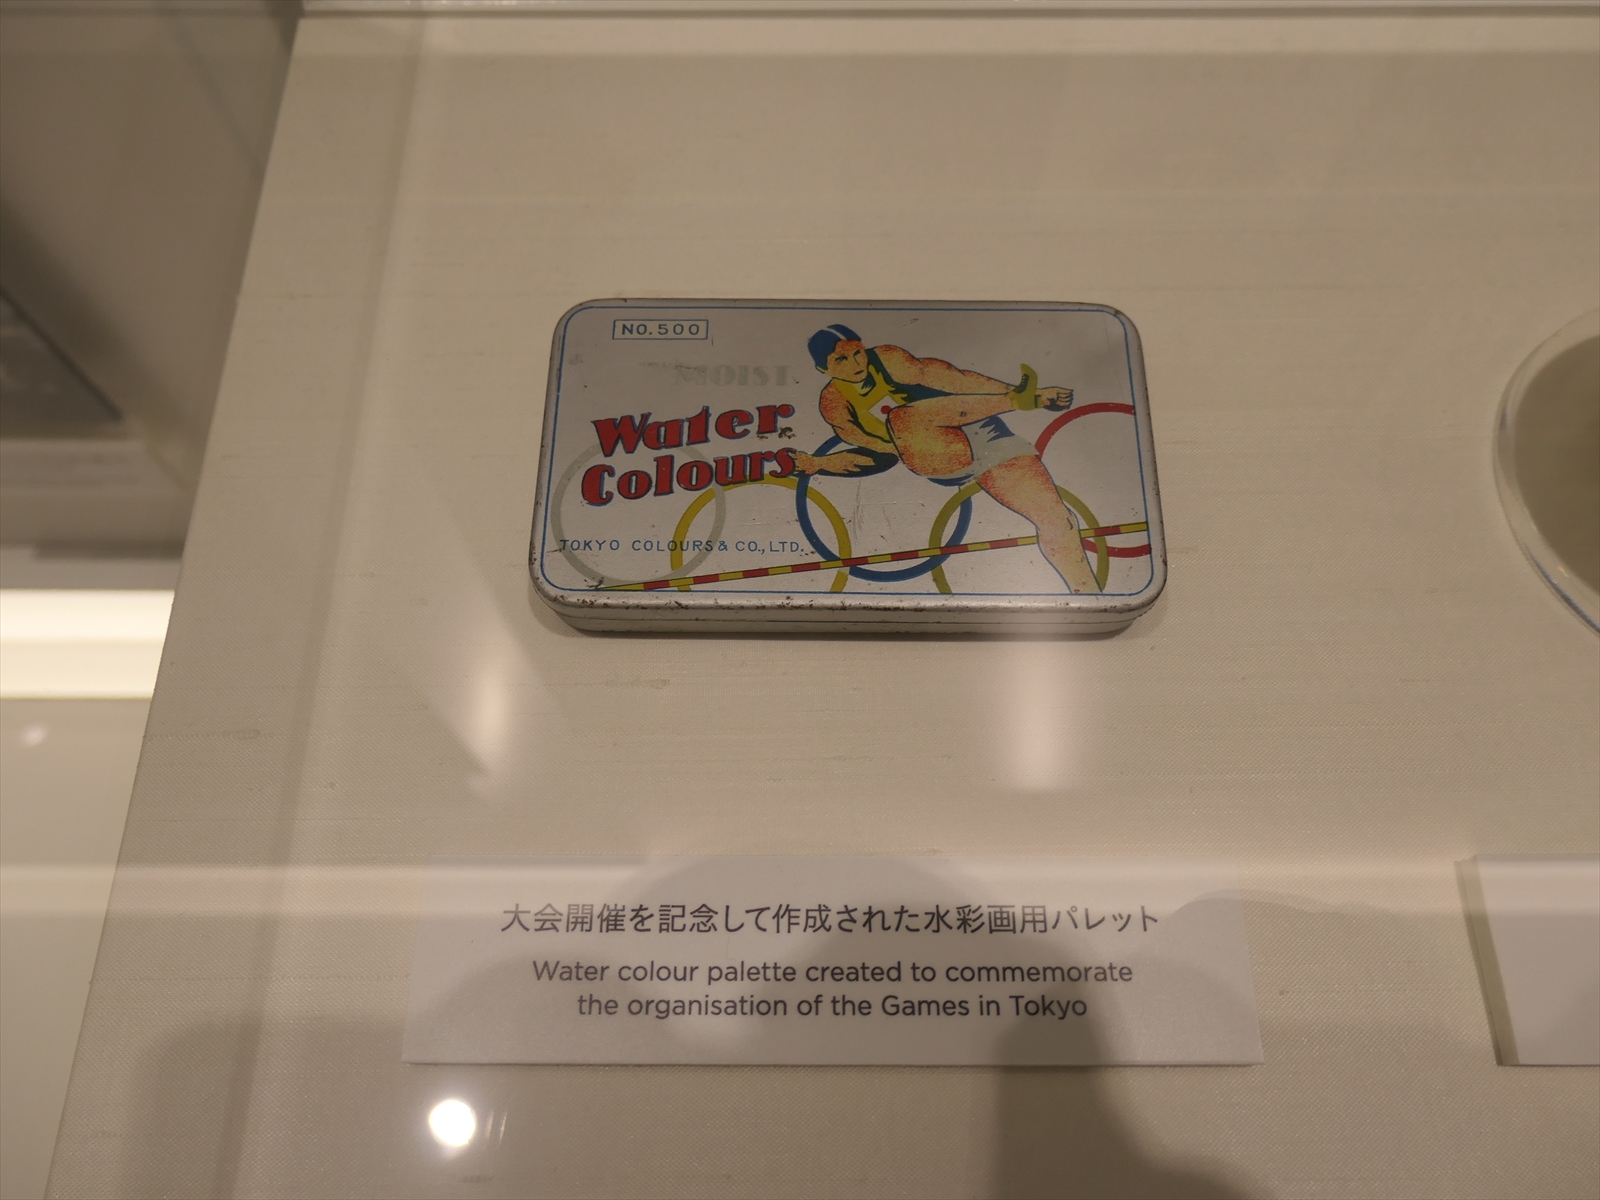 NO.500
MOIST
Water
Colours
TOKYO COLOURS & CO., LTD.
大会開催を記念して作成された水彩画用パレット
Water colour palette created to commemorate
the organisation of the Games in Tokyo